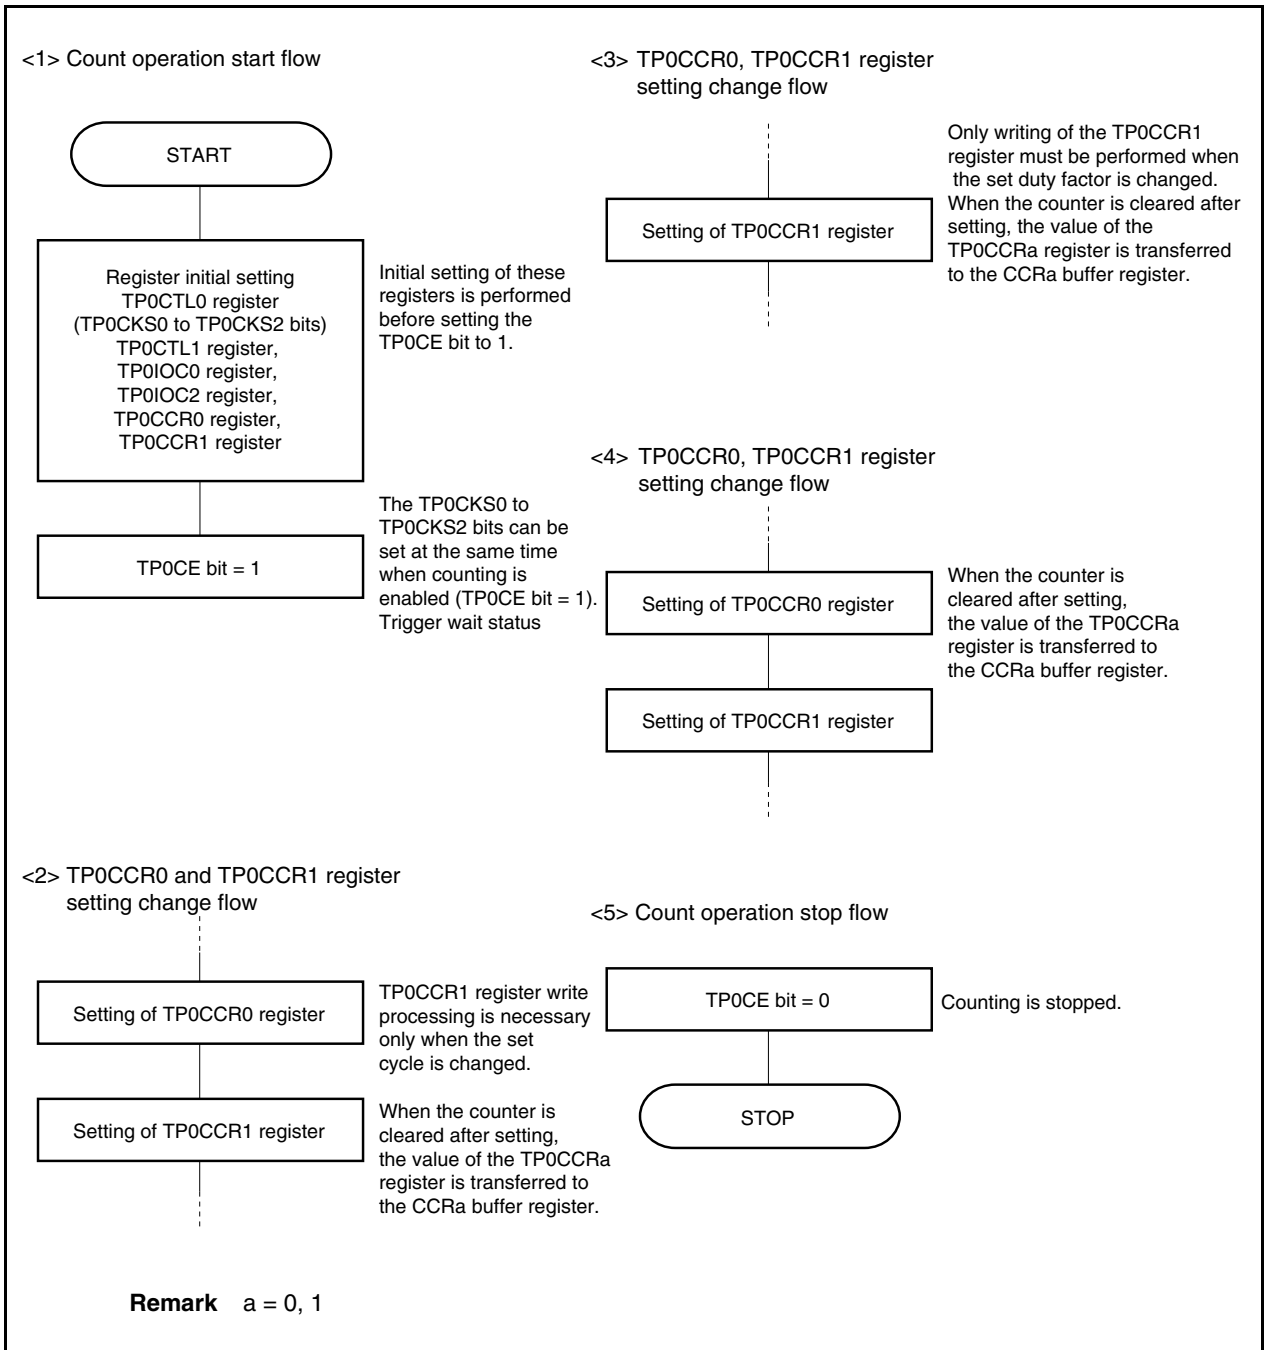 <1> Count operation start flow
START
Register initial setting
TP0CTL0 register
(TP0CKS0 to TP0CKS2 bits)
TP0CTL1 register,
TP0IOC0 register,
TP0IOC2 register,
TP0CCR0 register,
TP0CCR1 register
Initial setting of these
registers is performed
before setting the
TP0CE bit to 1.
TP0CE bit = 1
The TP0CKS0 to
TP0CKS2 bits can be
set at the same time
when counting is
enabled (TP0CE bit = 1).
Trigger wait status
<2> TP0CCR0 and TP0CCR1 register
setting change flow
Setting of TP0CCR0 register
TP0CCR1 register write
processing is necessary
only when the set
cycle is changed.
Setting of TP0CCR1 register
When the counter is
cleared after setting,
the value of the TP0CCRa
register is transferred to
the CCRa buffer register.
<3> TP0CCR0, TP0CCR1 register
setting change flow
Setting of TP0CCR1 register
Only writing of the TP0CCR1
register must be performed when
the set duty factor is changed.
When the counter is cleared after
setting, the value of the
TP0CCRa register is transferred
to the CCRa buffer register.
<4> TP0CCR0, TP0CCR1 register
setting change flow
Setting of TP0CCR0 register
When the counter is
cleared after setting,
the value of the TP0CCRa
register is transferred to
the CCRa buffer register.
Setting of TP0CCR1 register
<5> Count operation stop flow
TP0CE bit = 0
Counting is stopped.
STOP
Remark a = 0, 1